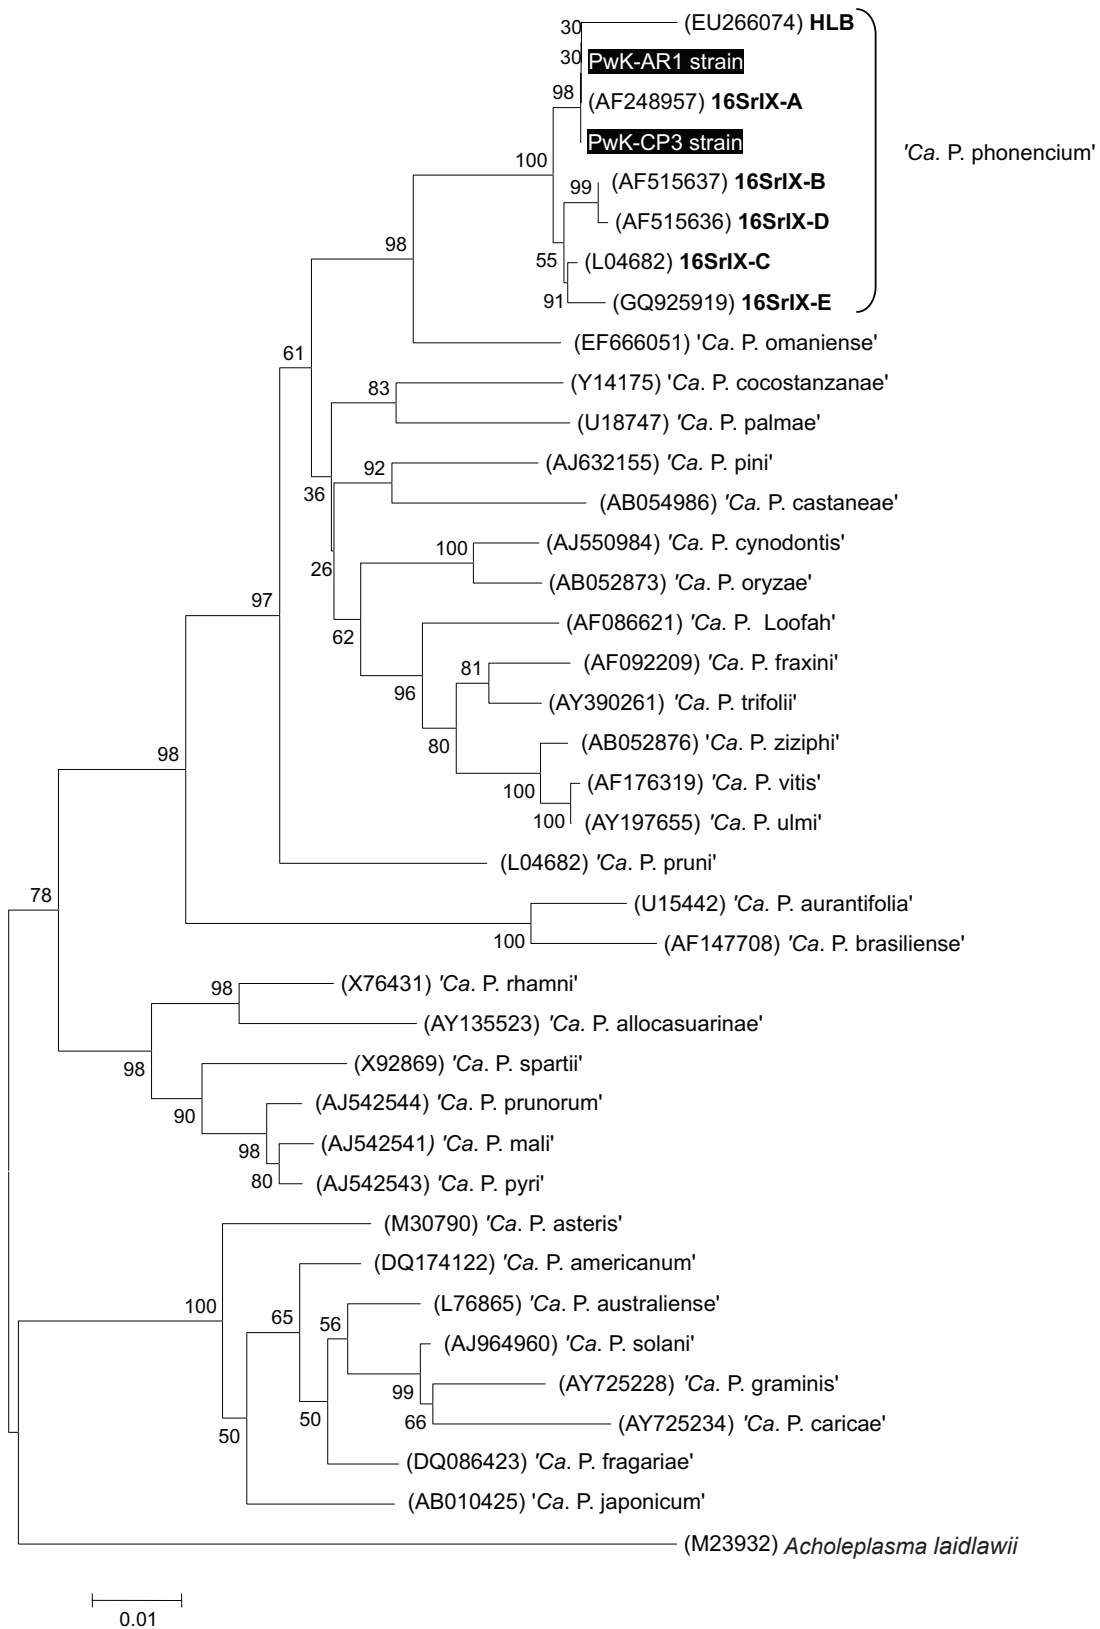 30
(EU266074) HLB
30
PwK-AR1 strain
98
(AF248957) 16SrIX-A
PwK-CP3 strain
'Ca. P. phonencium'
100
99
(AF515637) 16SrIX-B
(AF515636) 16SrIX-D
98
55
(L04682) 16SrIX-C
91
(GQ925919) 16SrIX-E
(EF666051) 'Ca. P. omaniense'
61
83
(Y14175) 'Ca. P. cocostanzanae'
(U18747) 'Ca. P. palmae'
92
(AJ632155) 'Ca. P. pini'
36
(AB054986) 'Ca. P. castaneae'
100
(AJ550984) 'Ca. P. cynodontis'
26
(AB052873) 'Ca. P. oryzae'
97
62
(AF086621) 'Ca. P. Loofah'
81
(AF092209) 'Ca. P. fraxini'
96
(AY390261) 'Ca. P. trifolii'
80
(AB052876) 'Ca. P. ziziphi'
98
100
(AF176319) 'Ca. P. vitis'
100
(AY197655) 'Ca. P. ulmi'
(L04682) 'Ca. P. pruni'
78
(U15442) 'Ca. P. aurantifolia'
100
(AF147708) 'Ca. P. brasiliense'
98
(X76431) 'Ca. P. rhamni'
(AY135523) 'Ca. P. allocasuarinae'
98
(X92869) 'Ca. P. spartii'
90
(AJ542544) 'Ca. P. prunorum'
98
(AJ542541) 'Ca. P. mali'
80
(AJ542543) 'Ca. P. pyri'
(M30790) 'Ca. P. asteris'
(DQ174122) 'Ca. P. americanum'
100
65
56
(L76865) 'Ca. P. australiense'
(AJ964960) 'Ca. P. solani'
99
(AY725228) 'Ca. P. graminis'
50
66
(AY725234) 'Ca. P. caricae'
50
(DQ086423) 'Ca. P. fragariae'
(AB010425) 'Ca. P. japonicum'
(M23932) Acholeplasma laidlawii
0.01